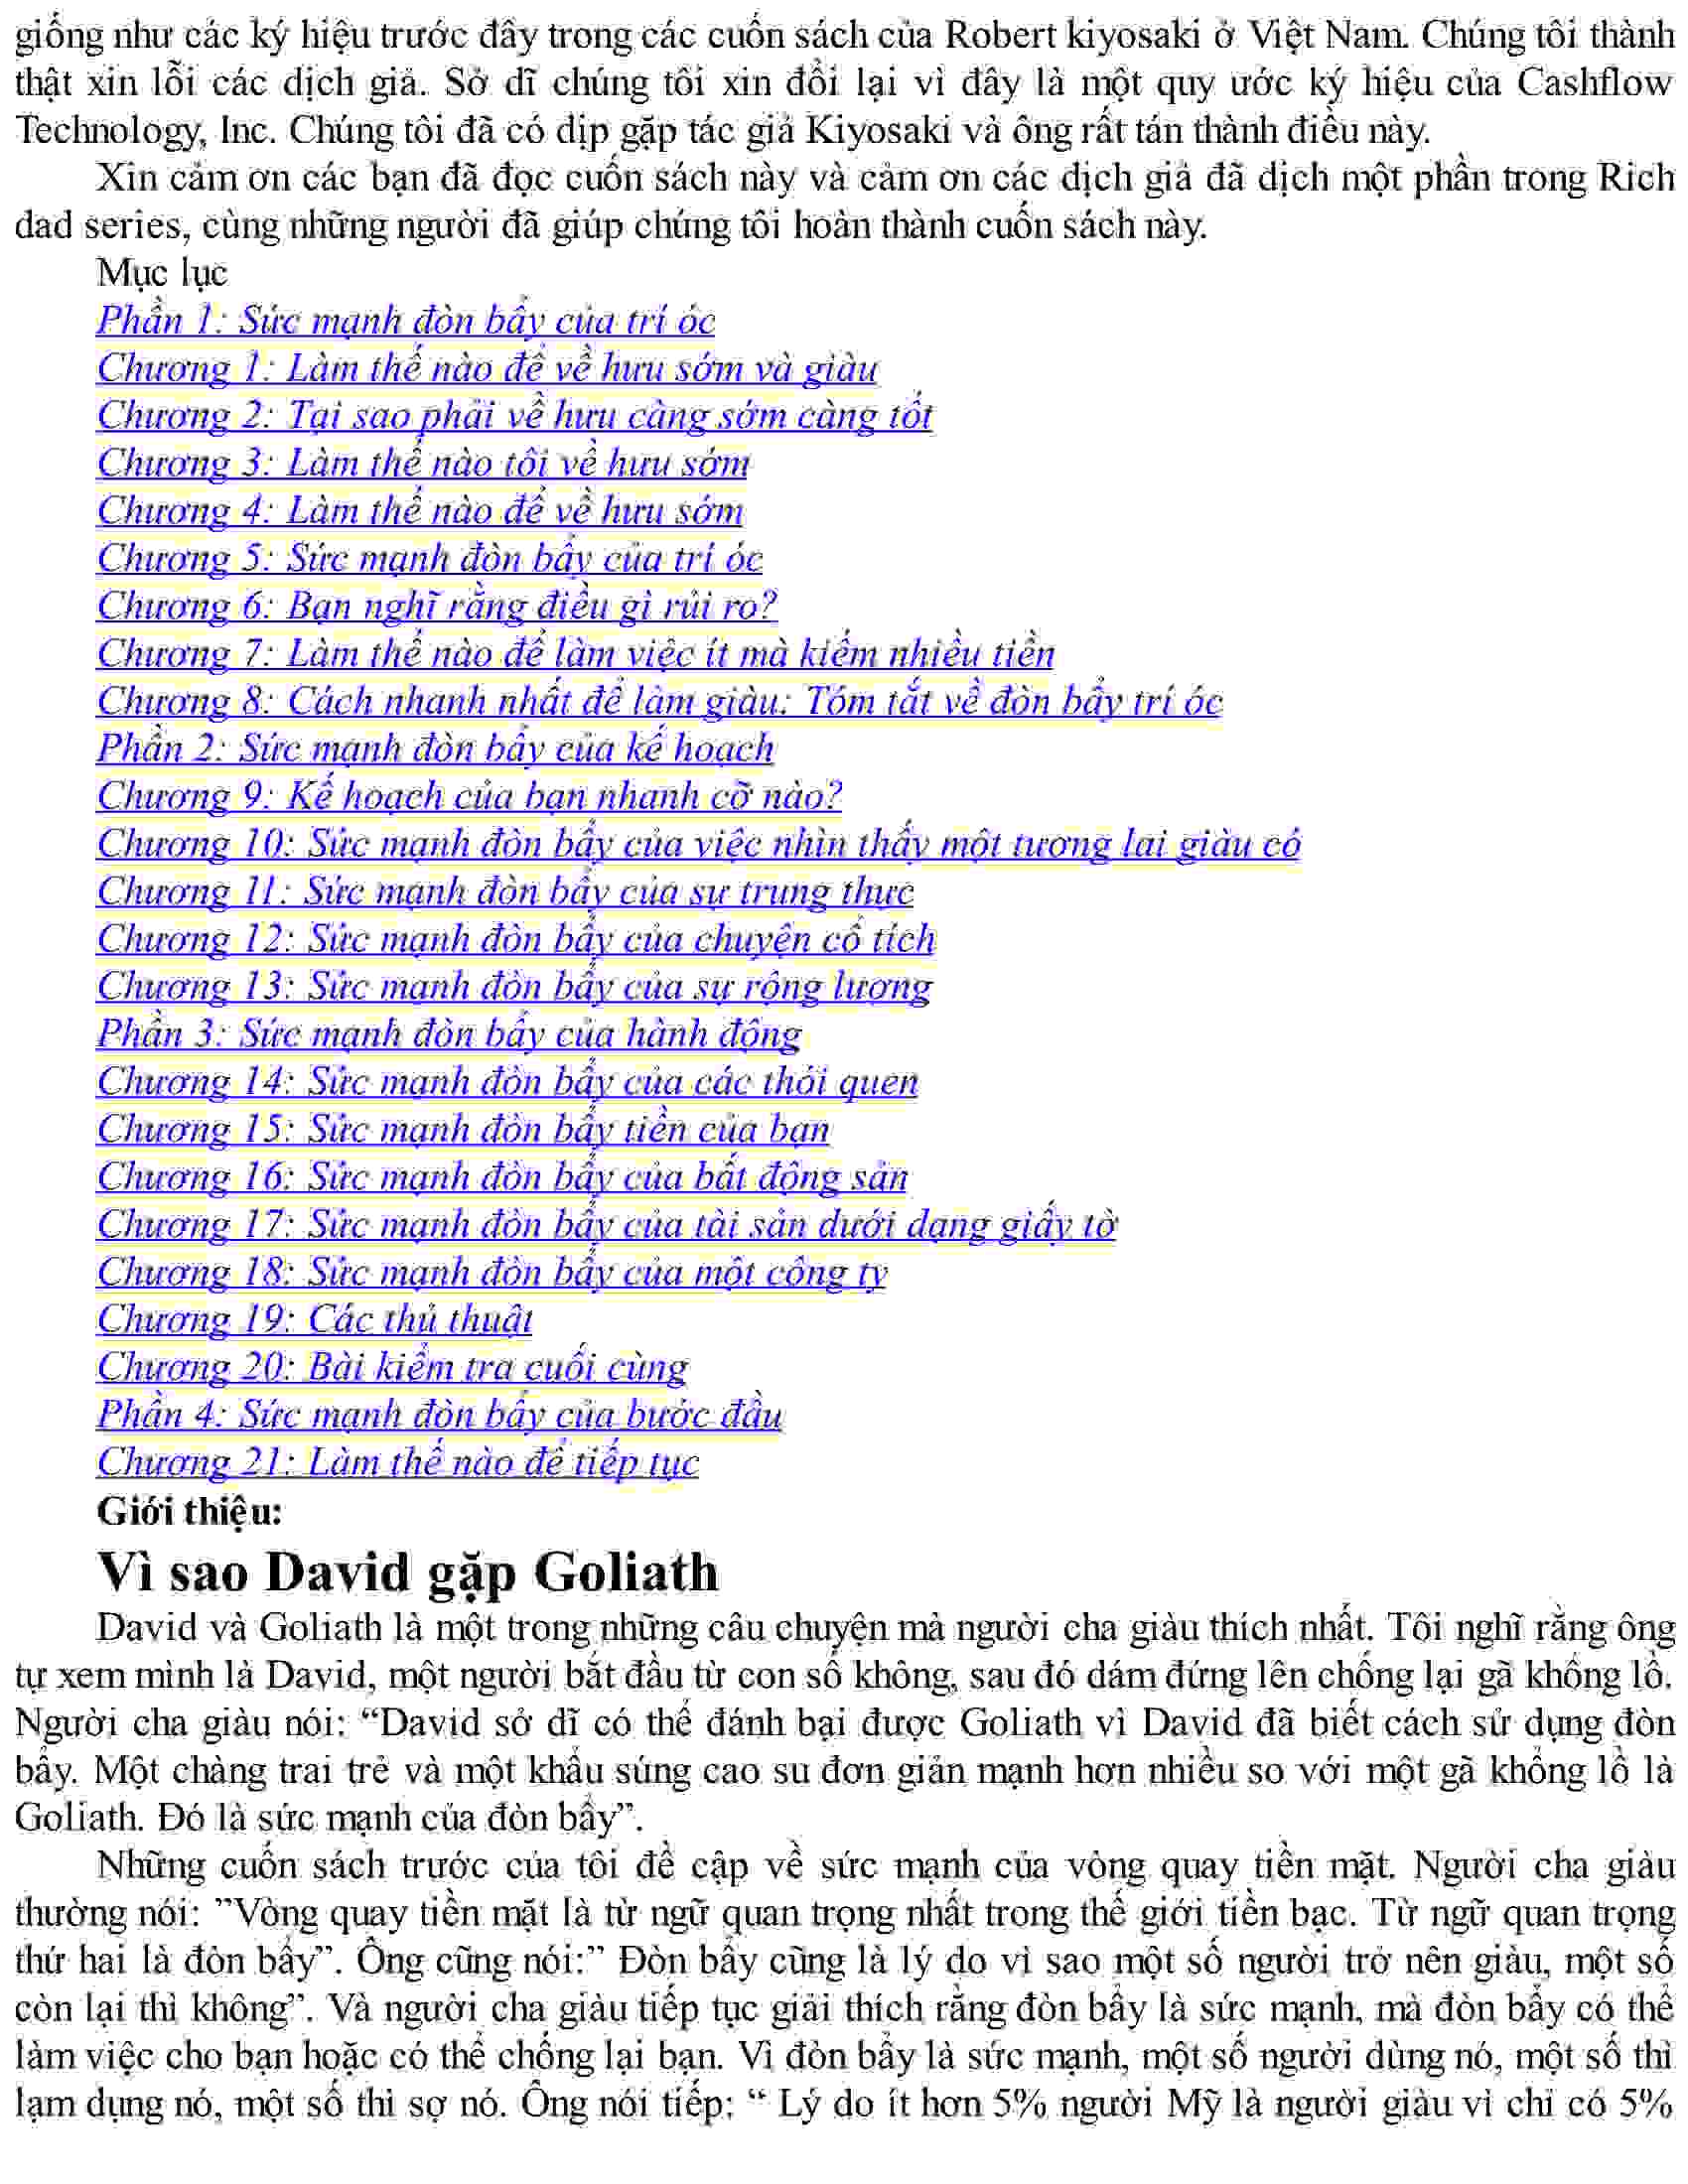 giống như các ký hiệu trước đây trong các cuốn sách của Robert kiyosaki ở Việt Nam. Chúng tôi thành
thật xin lỗi các dịch giả. Sở dĩ chúng tôi xin đổi lại vì đây là một quy ước ký hiệu của Cashflow
Technology, Inc. Chúng tôi đã có dịp gặp tác giả Kiyosaki và ông rất tán thành điều này.
Xin cảm ơn các bạn đã đọc cuốn sách này và cảm ơn các dịch giả đã dịch một phần trong Rich
dad series, cùng những người đã giúp chúng tôi hoàn thành cuốn sách này.
Mục lục
Phần 1: Sức mạnh đòn bẩy của trí óc
Chương 1: Làm thế nào để về hưu sớm và giàu
Chương 2: Tại sao phải về hưu càng sớm càng tốt
Chương 3: Làm thế nào tôi về hưu sớm
Chương 4: Làm thế nào để về hưu sớm
Chương 5: Sức mạnh đòn bẩy của trí óc
Chương 6: Bạn nghĩ rằng điều gì rủi ro?
Chương 7: Làm thế nào để làm việc ít mà kiếm nhiều tiền
Chương 8: Cách nhanh nhất để làm giàu: Tóm tắt về đòn bẩy trí óc
Phần 2: Sức mạnh đòn bẩy của kế hoạch
Chương 9: Kế hoạch của bạn nhanh cỡ nào?
Chương 10: Sức mạnh đòn bẩy của việc nhìn thấy một tương lai giàu có
Chương 11: Sức mạnh đòn bẩy của sự trung thực
Chương 12: Sức mạnh đòn bẩy của chuyện cổ tích
Chương 13: Sức mạnh đòn bẩy của sự rộng lượng
Phần 3: Sức mạnh đòn bẩy của hành động
Chương 14: Sức mạnh đòn bẩy của các thói quen
Chương 15: Sức mạnh đòn bẩy tiền của bạn
Chương 16: Sức mạnh đòn bẩy của bất động sản
Chương 17: Sức mạnh đòn bẩy của tài sản dưới dạng giấy tờ
Chương 18: Sức mạnh đòn bẩy của một công ty
Chương 19: Các thủ thuật
Chương 20: Bài kiểm tra cuối cùng
Phần 4: Sức mạnh đòn bẩy của bước đầu
Chương 21: Làm thế nào để tiếp tục
Giới thiệu:
Vì sao David gặp Goliath
David và Goliath là một trong những câu chuyện mà người cha giàu thích nhất. Tôi nghĩ rằng ông
tự xem mình là David, một người bắt đầu từ con số không, sau đó dám đứng lên chống lại gã khổng lồ.
Người cha giàu nói: “David sở dĩ có thể đánh bại được Goliath vì David đã biết cách sử dụng đòn
bẩy. Một chàng trai trẻ và một khẩu súng cao su đơn giản mạnh hơn nhiều so với một gã khổng lồ là
Goliath. Đó là sức mạnh của đòn bẩy”.
Những cuốn sách trước của tôi đề cập về sức mạnh của vòng quay tiền mặt. Người cha giàu
thường nói: ”Vòng quay tiền mặt là từ ngữ quan trọng nhất trong thế giới tiền bạc. Từ ngữ quan trọng
thứ hai là đòn bẩy”. Ông cũng nói:” Đòn bẩy cũng là lý do vì sao một số người trở nên giàu, một số
còn lại thì không”. Và người cha giàu tiếp tục giải thích rằng đòn bẩy là sức mạnh, mà đòn bẩy có thể
làm việc cho bạn hoặc có thể chống lại bạn. Vì đòn bẩy là sức mạnh, một số người dùng nó, một số thì
lạm dụng nó, một số thì sợ nó. Ông nói tiếp: “ Lý do ít hơn 5% người Mỹ là người giàu vì chỉ có 5%